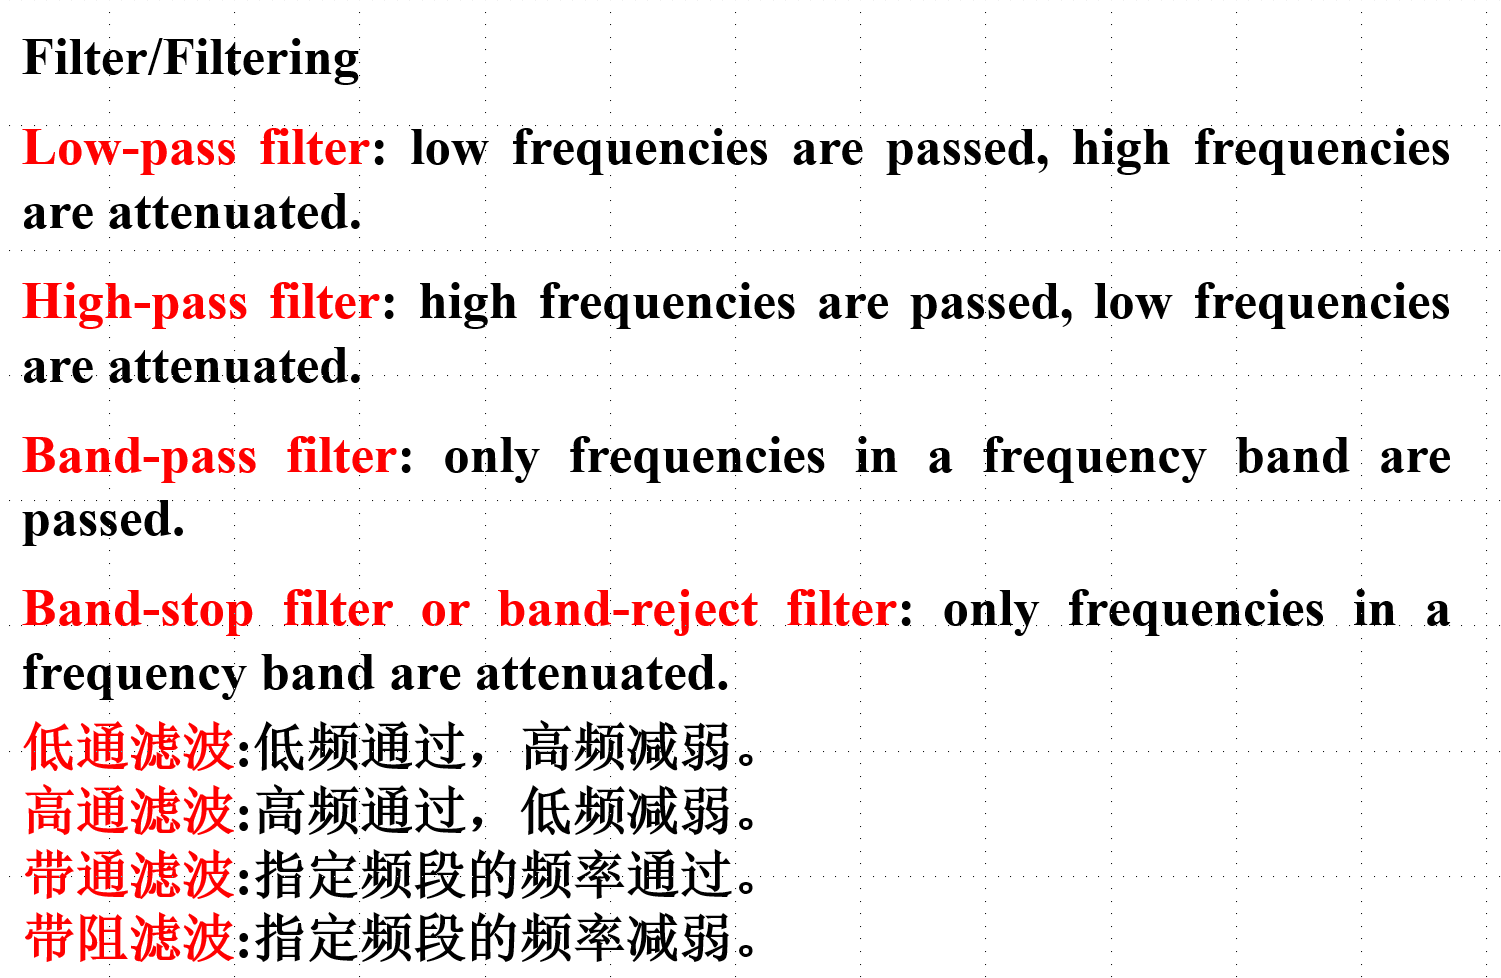 Filter/Filtering
Low-pass filter: low frequencies are passed, high frequencies
are attenuated.
High-pass filter: high frequencies are passed, low frequencies
are attenuated.
Band-pass filter: only frequencies in a frequency band are
passed.
Band-stop filter or band-reject filter: only frequencies in a
frequency band are attenuated.
低通滤波:低频通过，高频减弱。
高通滤波:高频通过，低频减弱。
带通滤波:指定频段的频率通过。
带阻滤波:指定频段的频率减弱。